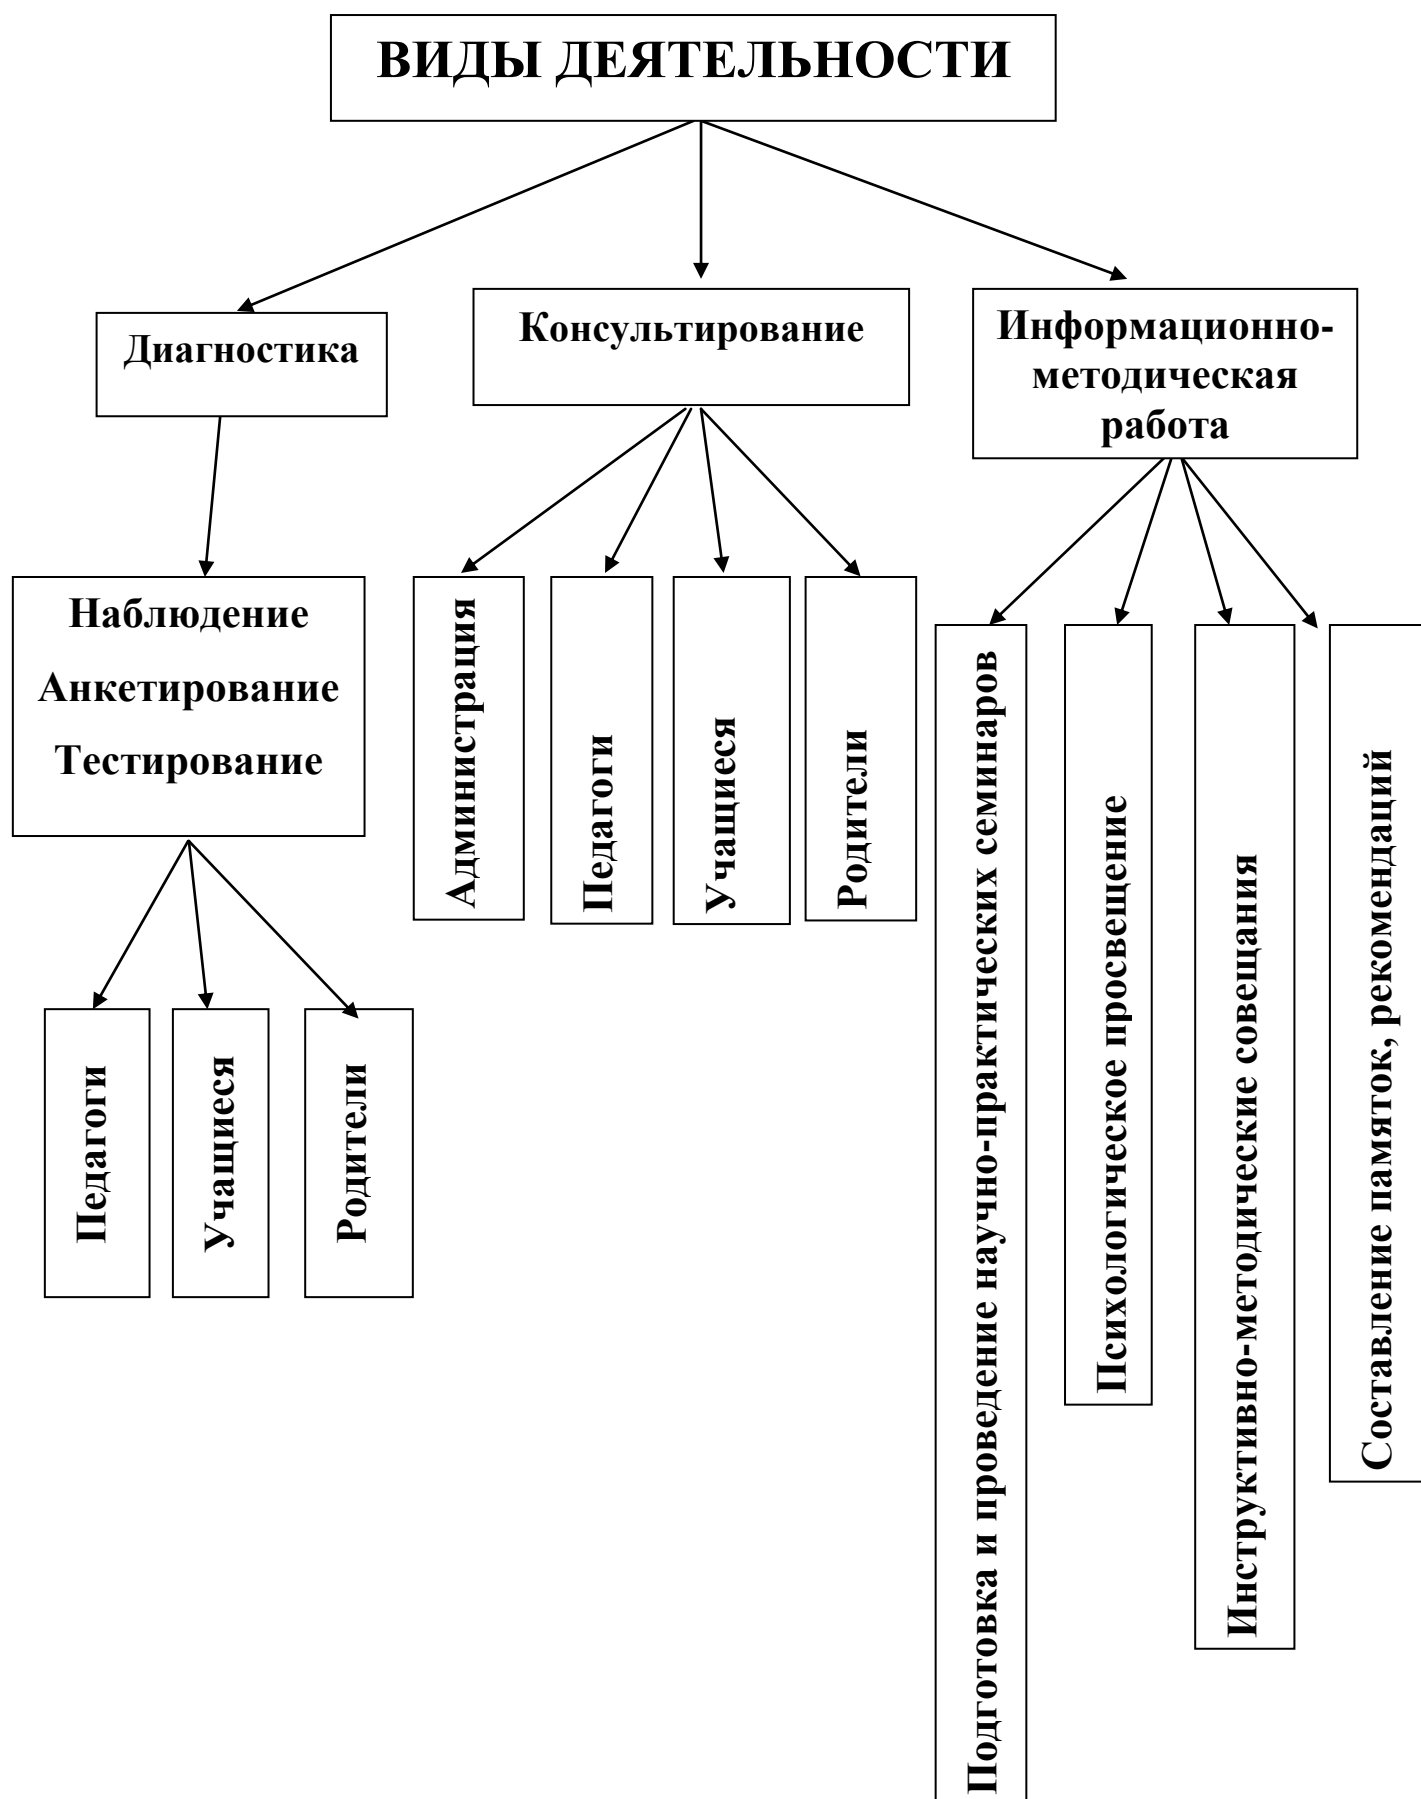 ВИДЫ ДЕЯТЕЛЬНОСТИ
Диагностика
Консультирование
Информационно-
методическая
работа
Наблюдение
Анкетирование
Тестирование
Администрация
Педагоги
Учащиеся
Родители
Педагоги
Учащиеся
Родители
Подготовка и проведение научно-практических семинаров
Психологическое просвещение
Инструктивно-методические совещания
Составление памяток, рекомендаций